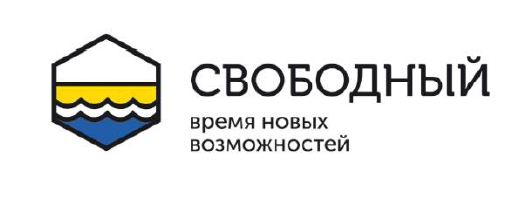 СВОБОДНЫЙ
время новых
возможностей